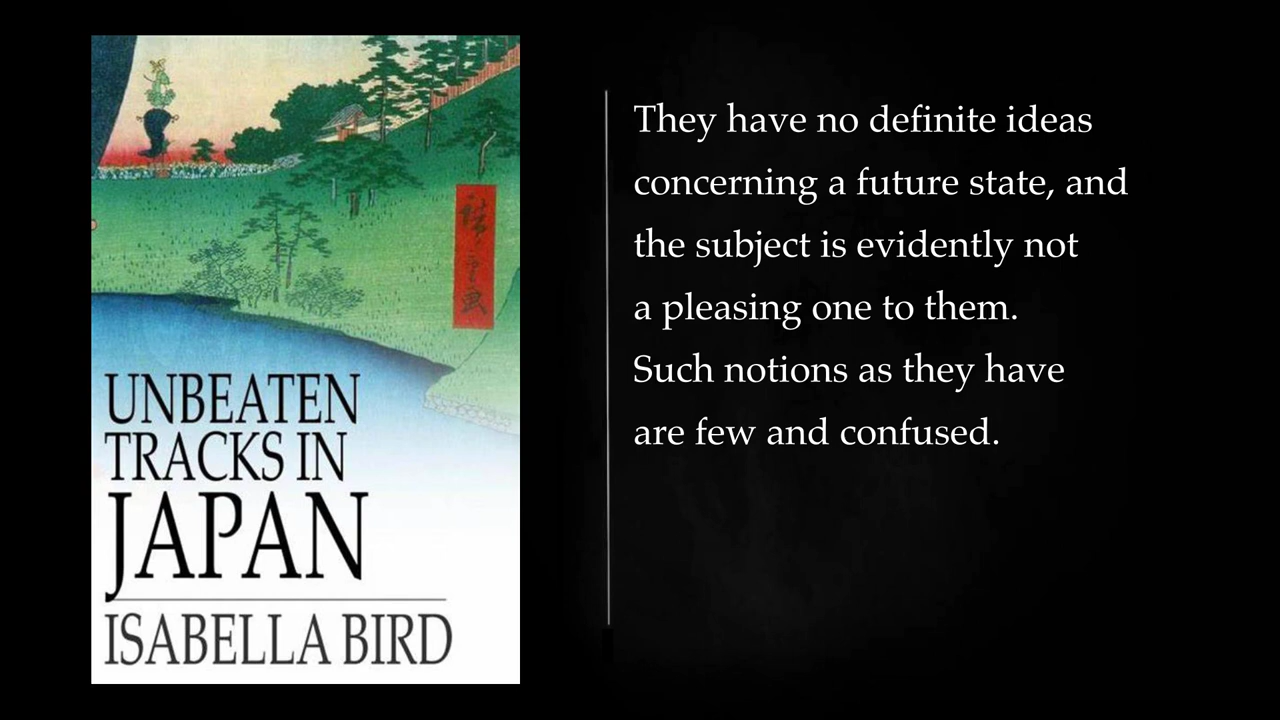 UNBEATEN
TRACKS IN
JAPAN
ISABELLA BIRD
They have no definite ideas
concerning a future state, and
the subject is evidently not
a pleasing one to them.
Such notions as they have
are few and confused.